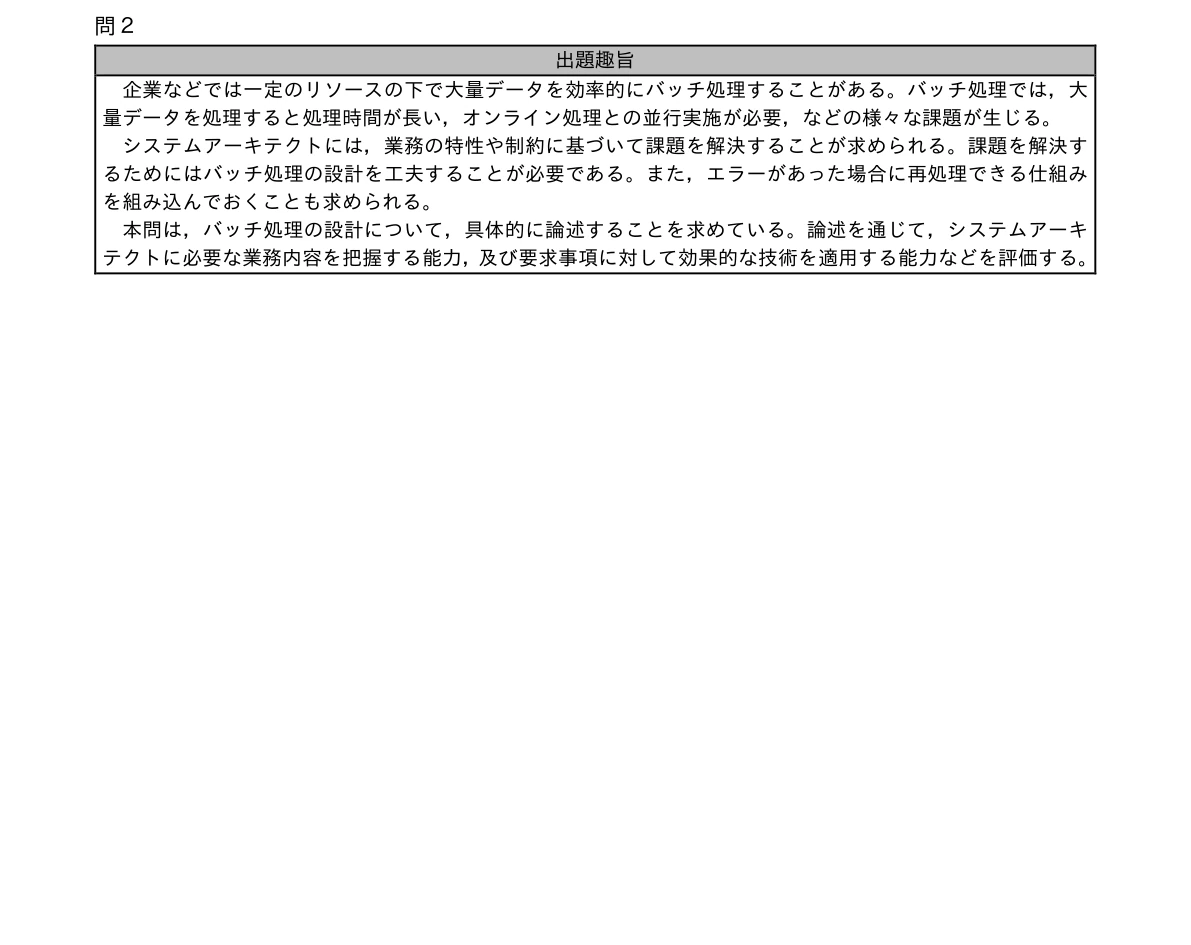 問２
出題趣旨
　企業などでは一定のリソースの下で大量データを効率的にバッチ処理することがある。バッチ処理では，大
量データを処理すると処理時間が長い，オンライン処理との並行実施が必要，などの様々な課題が生じる。
　システムアーキテクトには，業務の特性や制約に基づいて課題を解決することが求められる。課題を解決す
るためにはバッチ処理の設計を工夫することが必要である。また，エラーがあった場合に再処理できる仕組み
を組み込んでおくことも求められる。
　本問は，バッチ処理の設計について，具体的に論述することを求めている。論述を通じて，システムアーキ
テクトに必要な業務内容を把握する能力，及び要求事項に対して効果的な技術を適用する能力などを評価する。